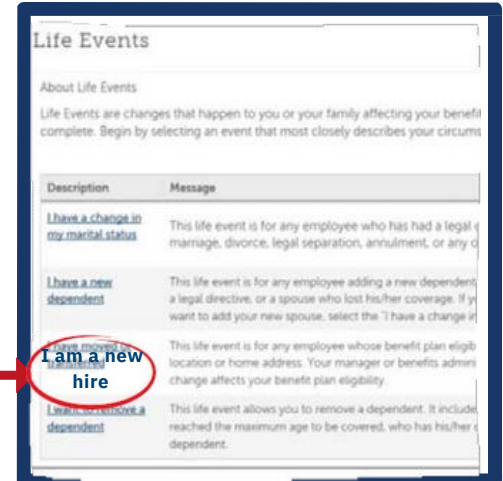 Life Events
About Life Events
Life Events are changes that happen to you or your family affecting your benefit
complete. Begin by selecting an event that most closely describes your circums
Description Message
I have a change in
my marital status
This life event is for any employee who has had a legal
marriage, divorce, legal separation, annulment, or any
I have a new
dependent
This life event is for any employee adding a new dependent,
a legal directive, or a spouse who lost his/her coverage. If
want to add your new spouse, select the "I have a change in
I have moved or
transferred
I am a new
hire
This life event is for any employee whose benefit plan eligib
location or home address. Your manager or benefits admini
change affects your benefit plan eligibility.
I want to remove a
dependent
This life event allows you to remove a dependent. It include
reached the maximum age to be covered, who has his/her
dependent.